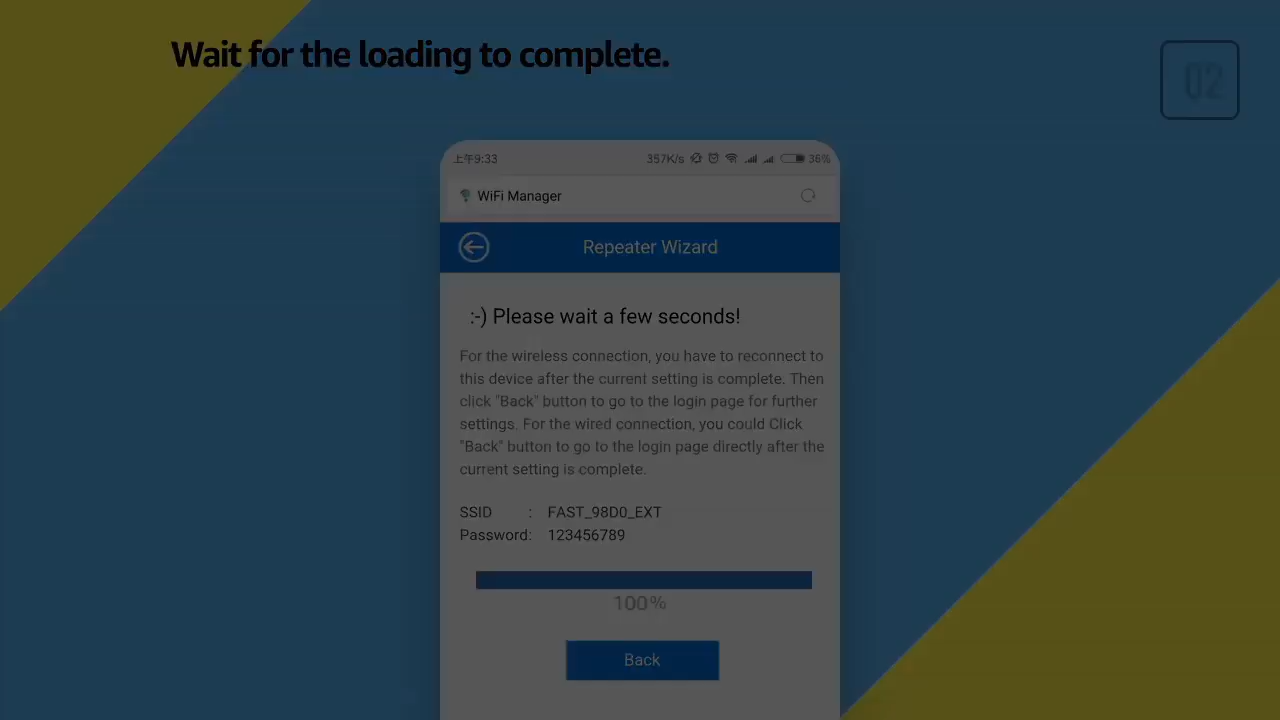 Wait for the loading to complete.
02
上午9:33 357K/s 36%
WiFi Manager
Repeater Wizard
:-) Please wait a few seconds!
For the wireless connection, you have to reconnect to
this device after the current setting is complete. Then
click "Back" button to go to the login page for further
settings. For the wired connection, you could Click
"Back" button to go to the login page directly after the
current setting is complete.
SSID : FAST_98D0_EXT
Password: 123456789
100%
Back